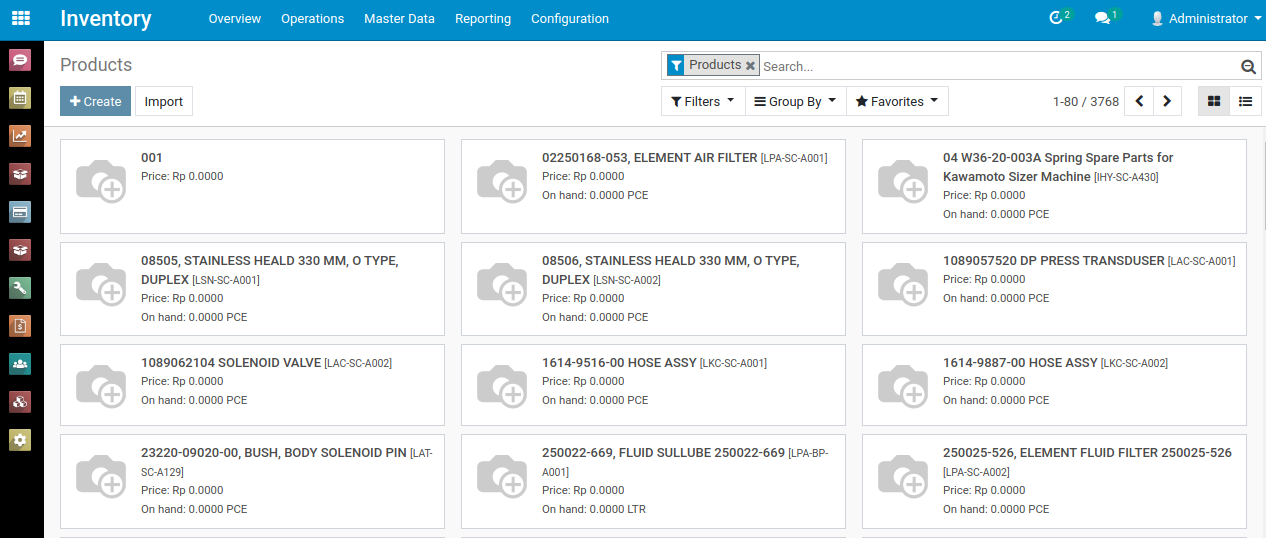 Inventory
Overview
Operations
Master Data
Reporting
Configuration
2
1
Administrator
Products
Products
Search...
Create
Import
Filters
Group By
Favorites
1-80 / 3768
001
Price: Rp 0.0000
02250168-053, ELEMENT AIR FILTER [LPA-SC-A001]
Price: Rp 0.0000
On hand: 0.0000 PCE
04 W36-20-003A Spring Spare Parts for
Kawamoto Sizer Machine [IHY-SC-A430]
Price: Rp 0.0000
On hand: 0.0000 PCE
08505, STAINLESS HEALD 330 MM, O TYPE,
DUPLEX [LSN-SC-A001]
Price: Rp 0.0000
On hand: 0.0000 PCE
08506, STAINLESS HEALD 330 MM, O TYPE,
DUPLEX [LSN-SC-A002]
Price: Rp 0.0000
On hand: 0.0000 PCE
1089057520 DP PRESS TRANSDUSER [LAC-SC-A001]
Price: Rp 0.0000
On hand: 0.0000 PCE
1089062104 SOLENOID VALVE [LAC-SC-A002]
Price: Rp 0.0000
On hand: 0.0000 PCE
1614-9516-00 HOSE ASSY [LKC-SC-A001]
Price: Rp 0.0000
On hand: 0.0000 PCE
1614-9887-00 HOSE ASSY [LKC-SC-A002]
Price: Rp 0.0000
On hand: 0.0000 PCE
23220-09020-00, BUSH, BODY SOLENOID PIN [LAT-
SC-A129]
Price: Rp 0.0000
On hand: 0.0000 PCE
250022-669, FLUID SULLUBE 250022-669 [LPA-BP-
A001]
Price: Rp 0.0000
On hand: 0.0000 LTR
250025-526, ELEMENT FLUID FILTER 250025-526
[LPA-SC-A002]
Price: Rp 0.0000
On hand: 0.0000 PCE